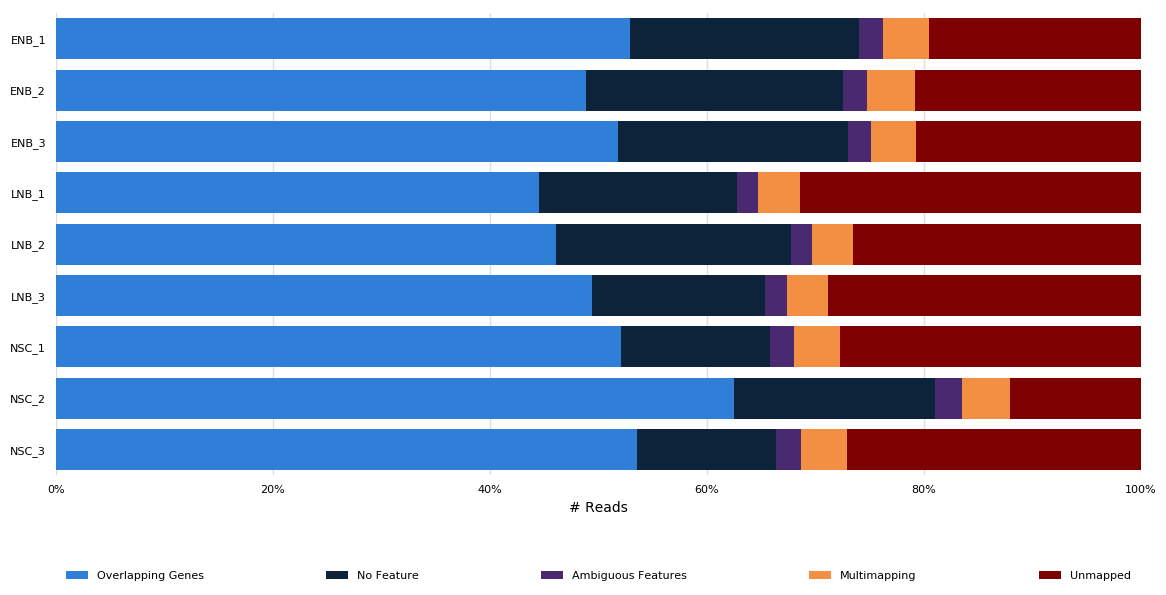 ENB_1
ENB_2
ENB_3
LNB_1
LNB_2
LNB_3
NSC_1
NSC_2
NSC_3
0% 20% 40% 60% 80% 100%
# Reads
Overlapping Genes No Feature Ambiguous Features Multimapping Unmapped